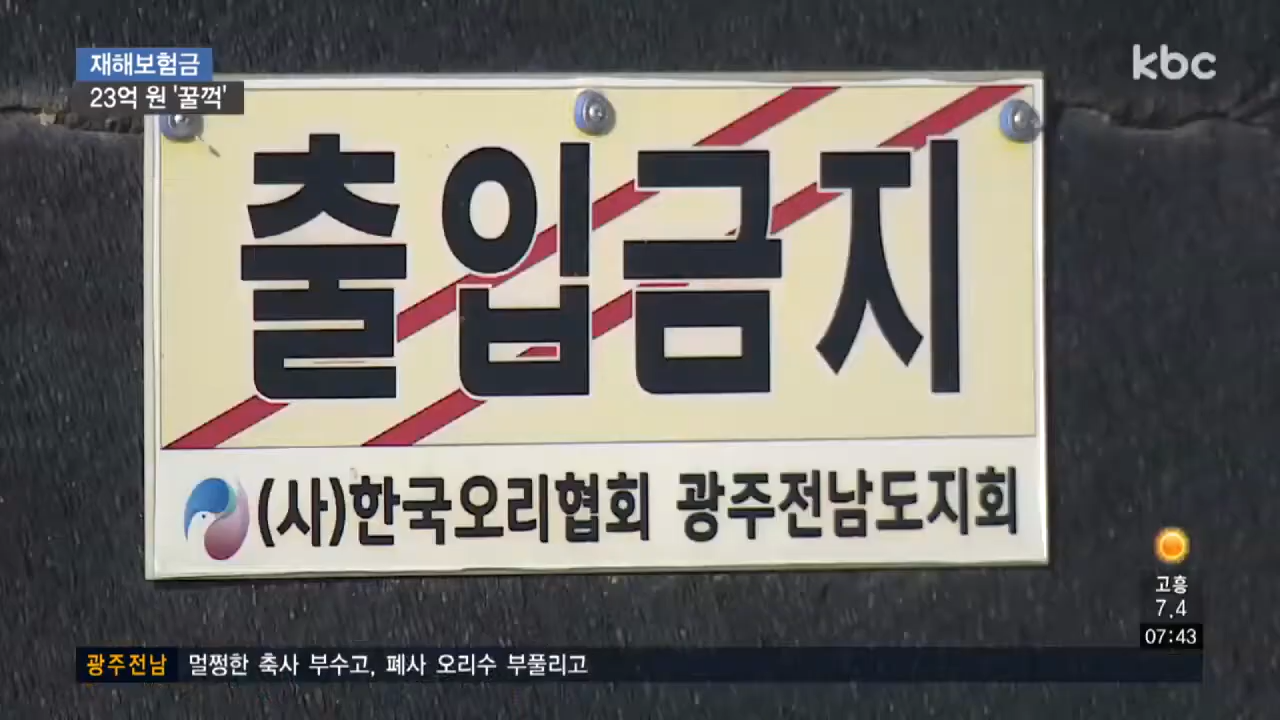 재해보험금
23억 원 '꿀꺽'
kbc
출입금지
(사)한국오리협회 광주전남도지회
고흥
7.4
07:43
광주전남 멀쩡한 축사 부수고, 폐사 오리수 부풀리고